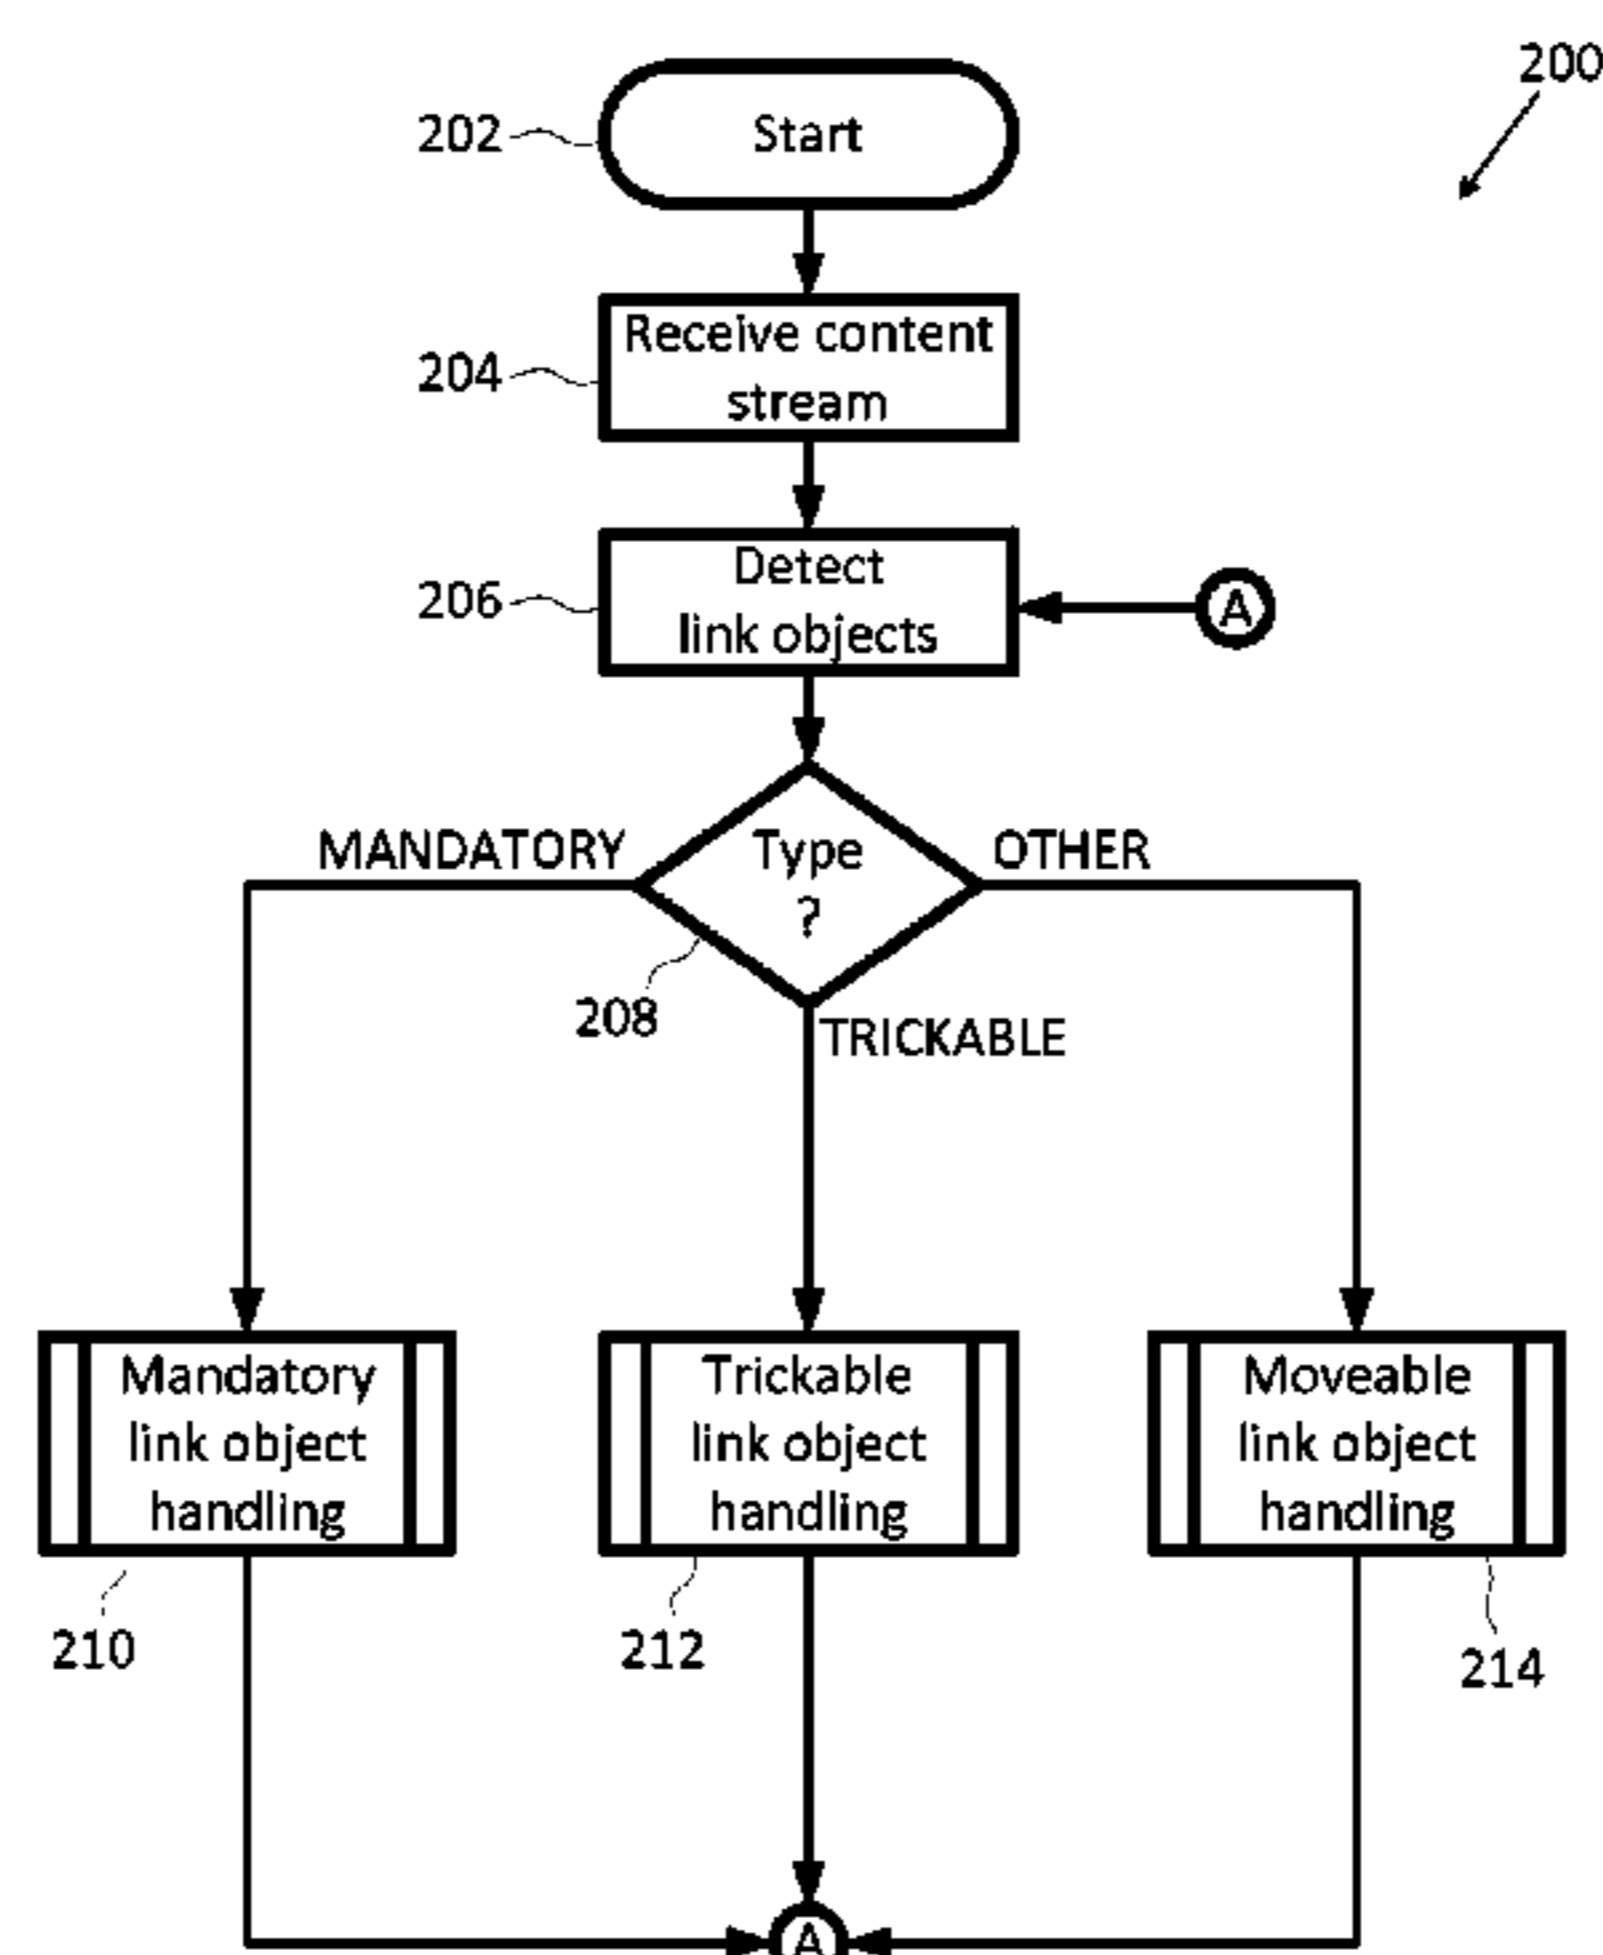 200
202
Start
204
Receive content
stream
206
Detect
link objects
A
MANDATORY
Type
?
OTHER
208
TRICKABLE
Mandatory
link object
handling
Trickable
link object
handling
Moveable
link object
handling
210
212
214
A